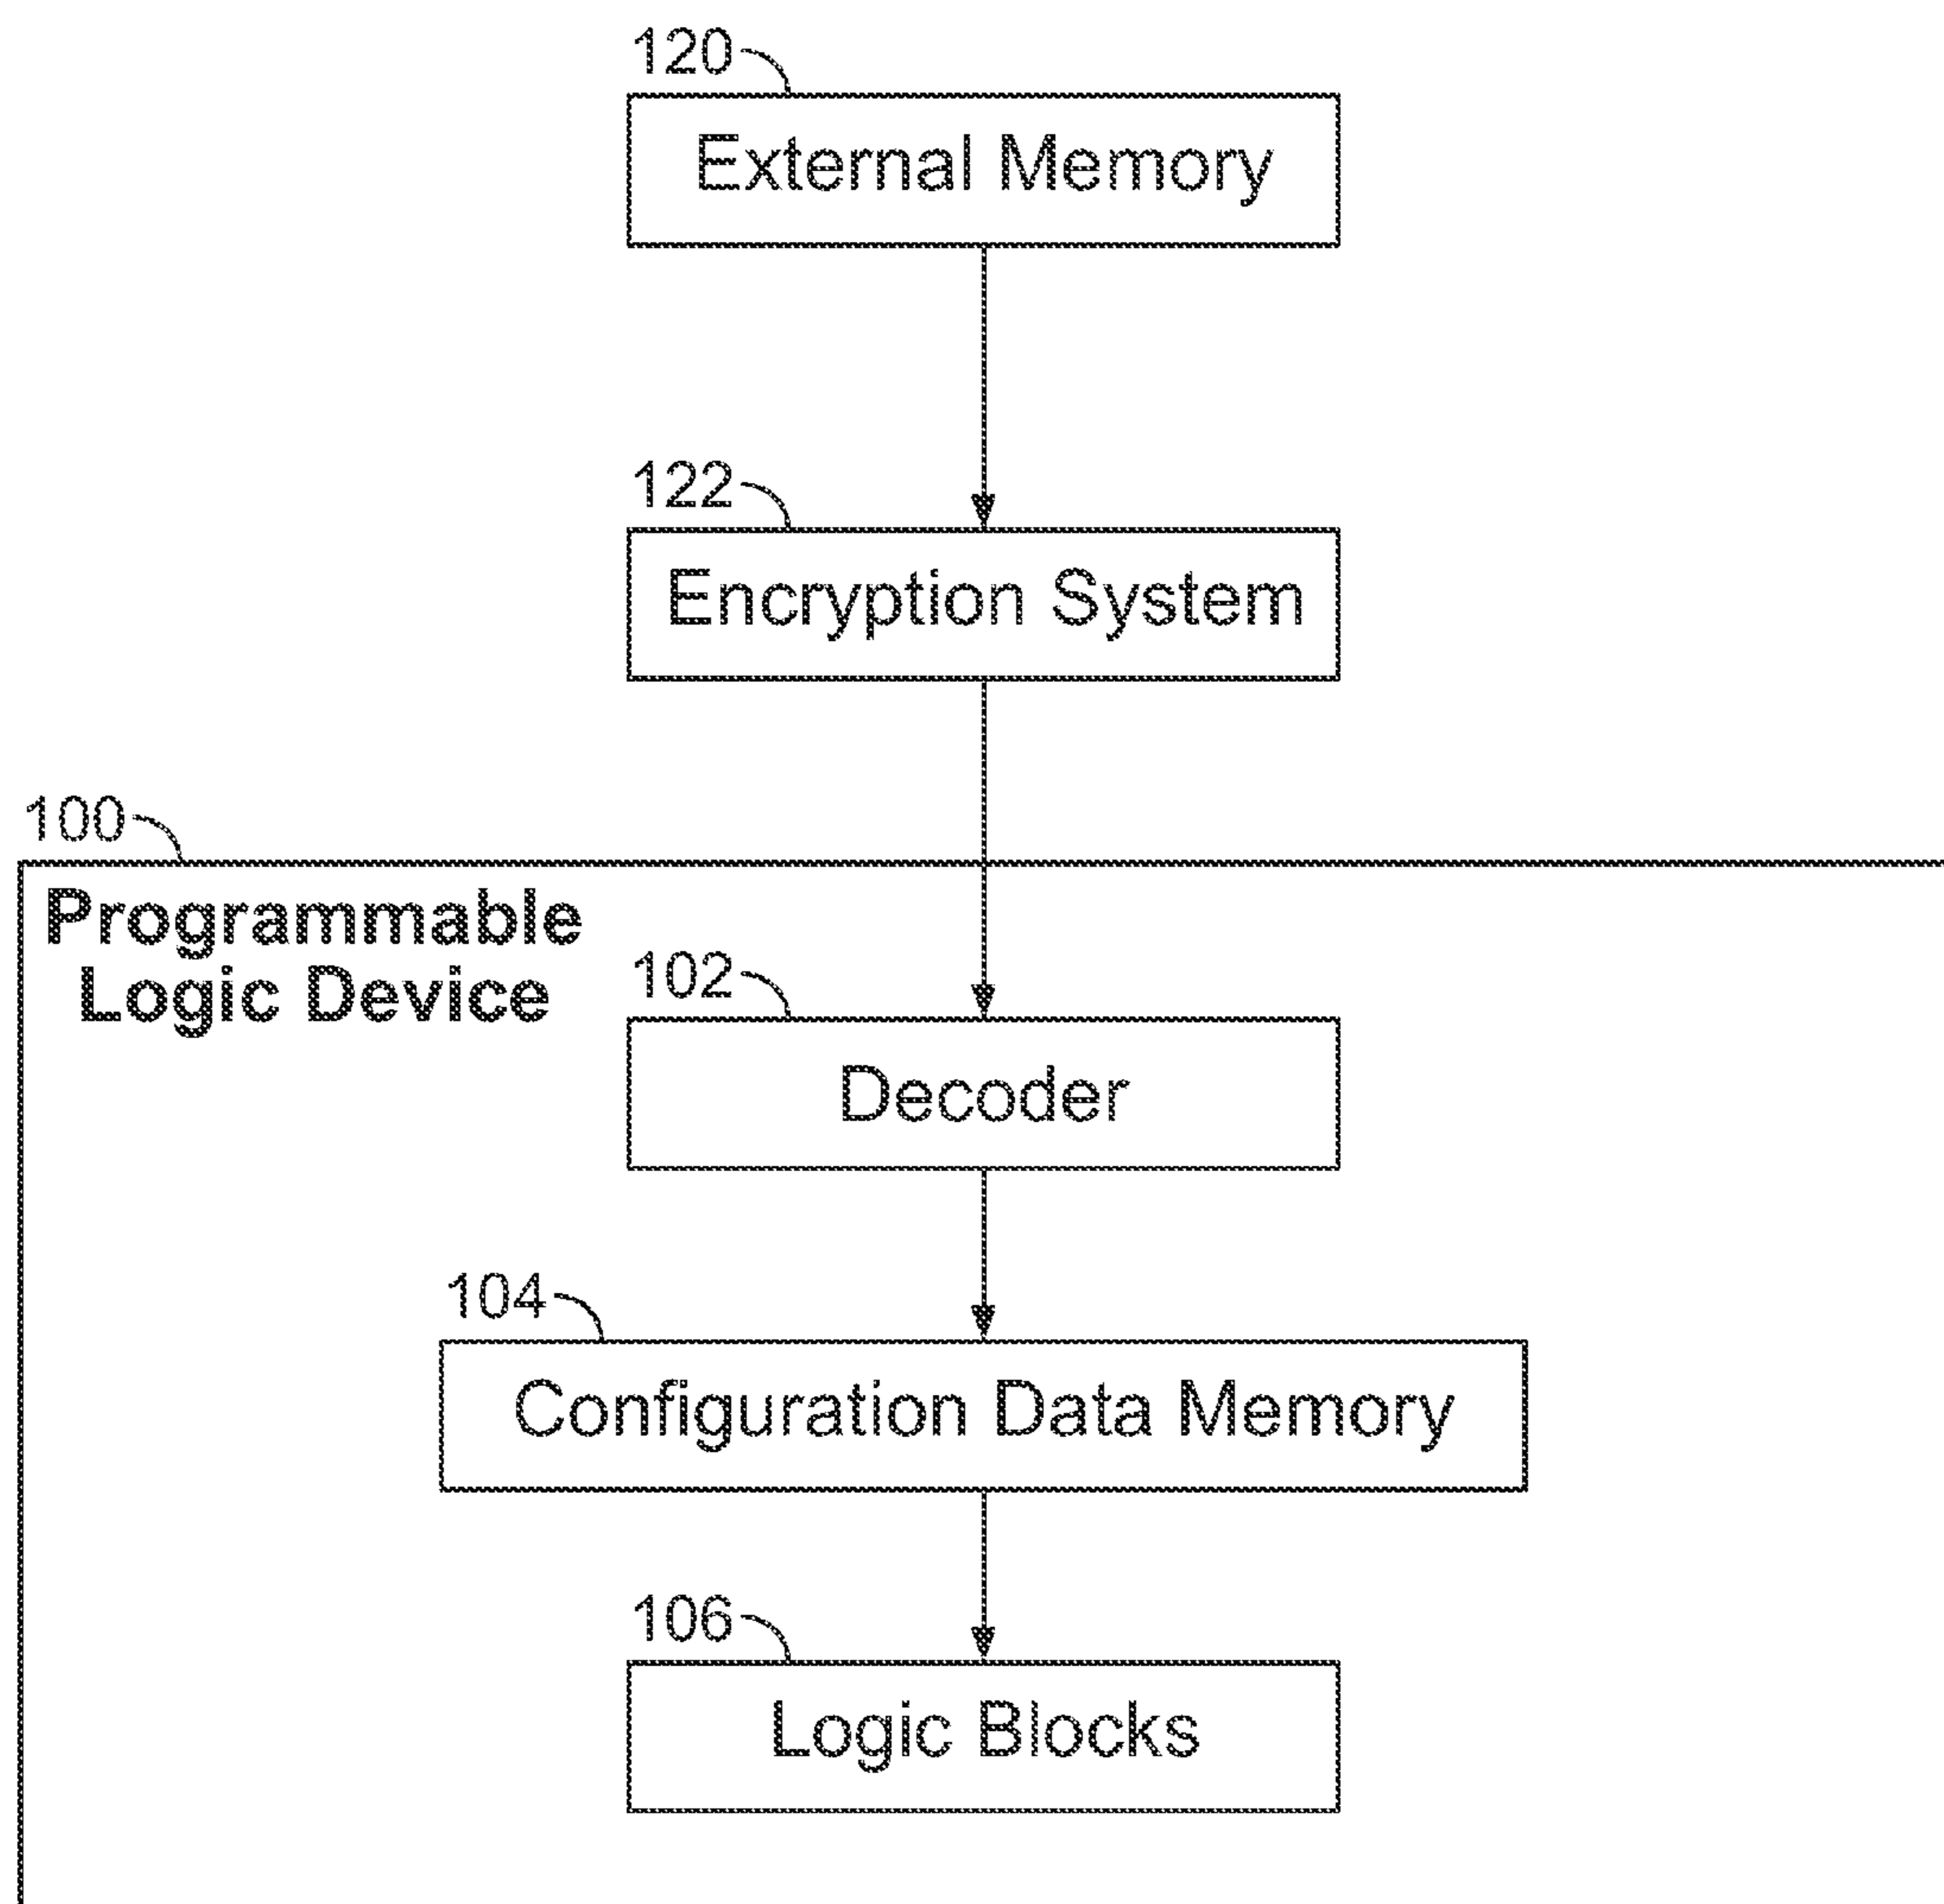 120
External Memory
122
Encryption System
100
Programmable
Logic Device
102
Decoder
104
Configuration Data Memory
106
Logic Blocks